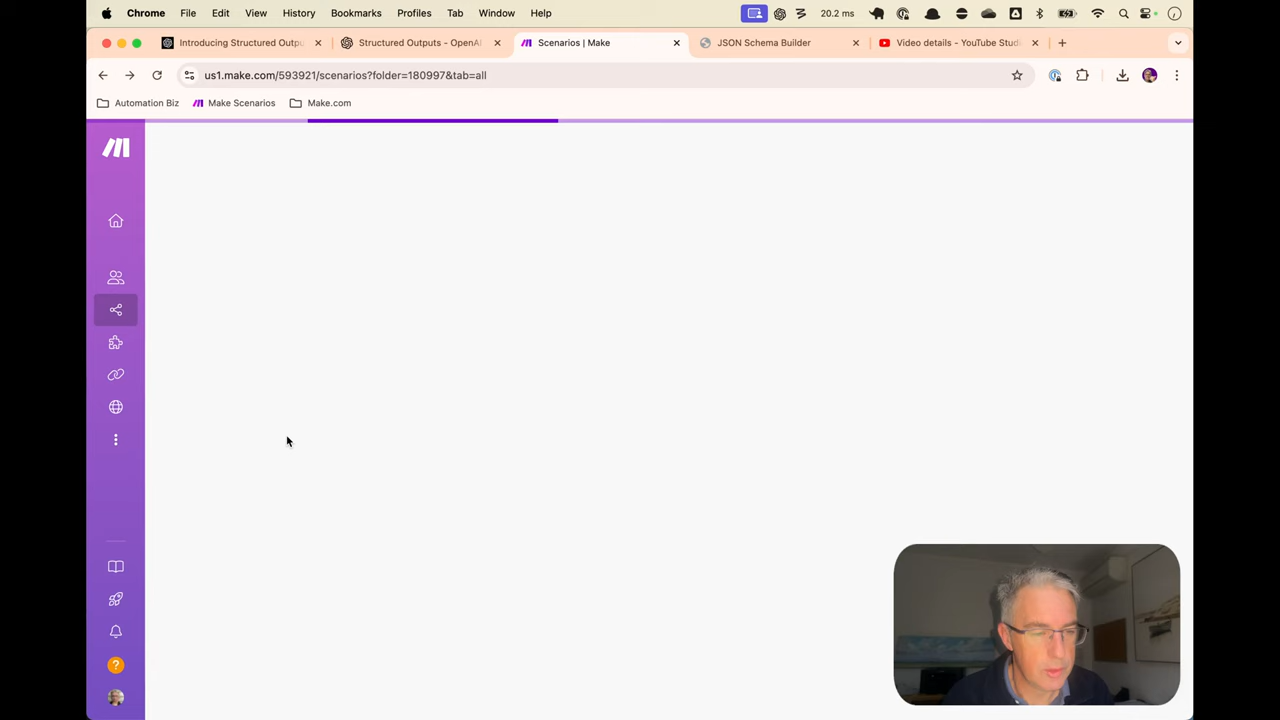 Chrome File Edit View History Bookmarks Profiles Tab Window Help 20.2 ms
Introducing Structured Outpu Structured Outputs - OpenAI Scenarios | Make JSON Schema Builder Video details - YouTube Studi
us1.make.com/593921/scenarios?folder=180997&tab=all
Automation Biz Make Scenarios Make.com
?